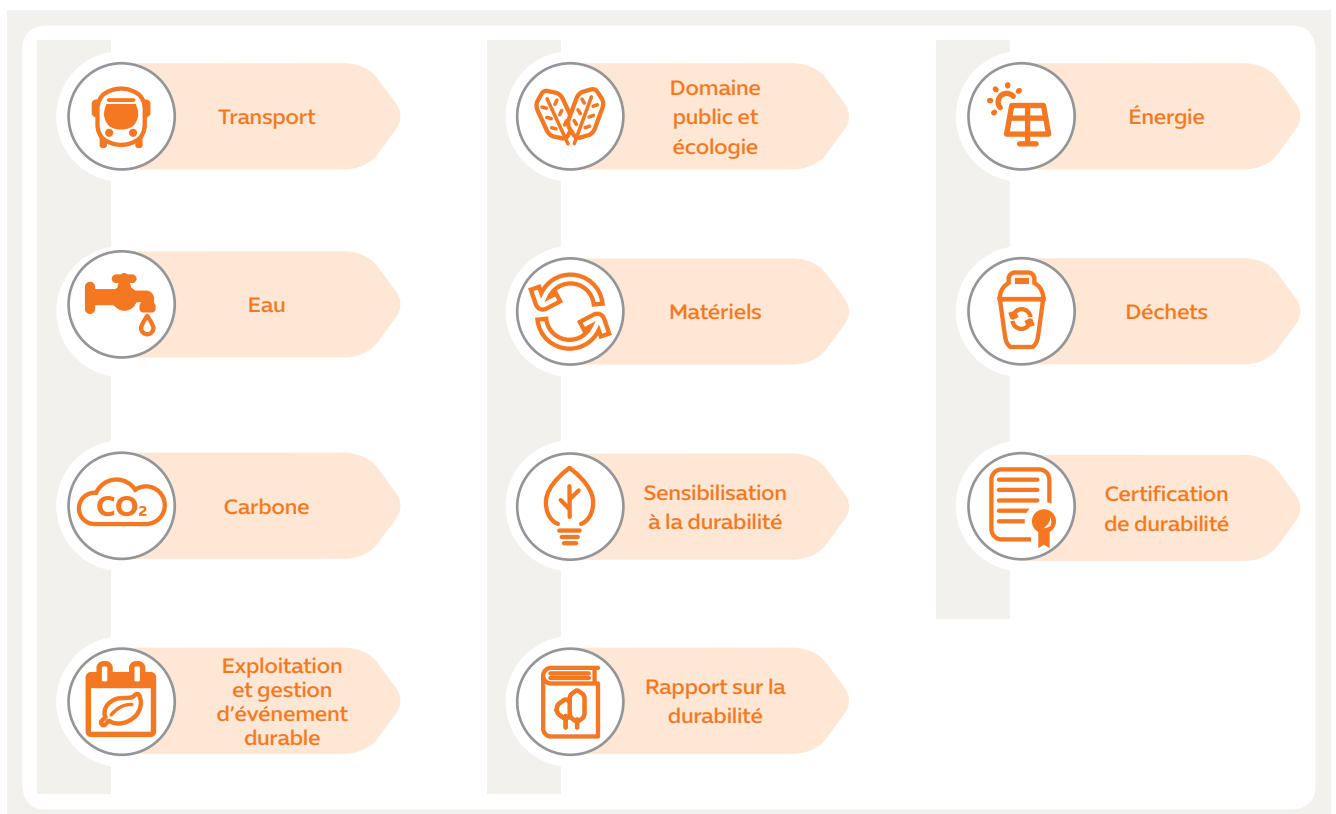 Transport
Domaine
public et
écologie
Énergie
Eau
Matériels
Déchets
CO₂
Carbone
Sensibilisation
à la durabilité
Certification
de durabilité
Exploitation
et gestion
d’événement
durable
Rapport sur la
durabilité